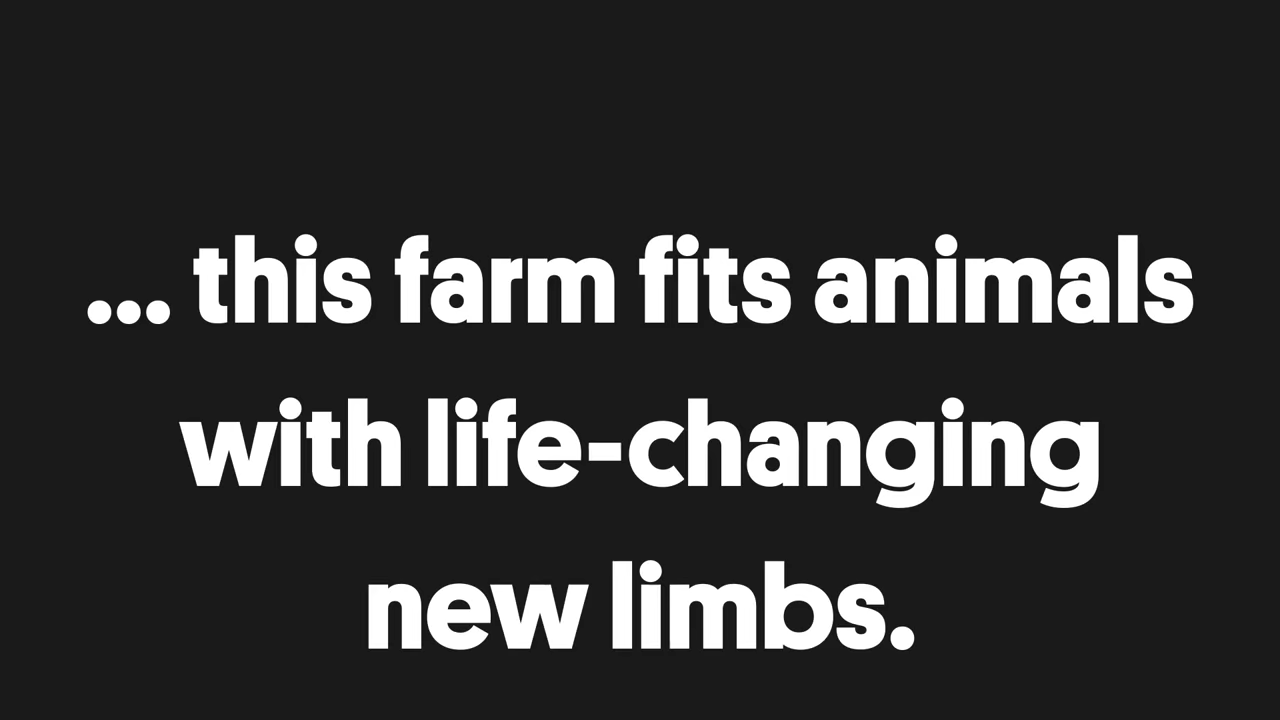 ... this farm fits animals
with life-changing
new limbs.